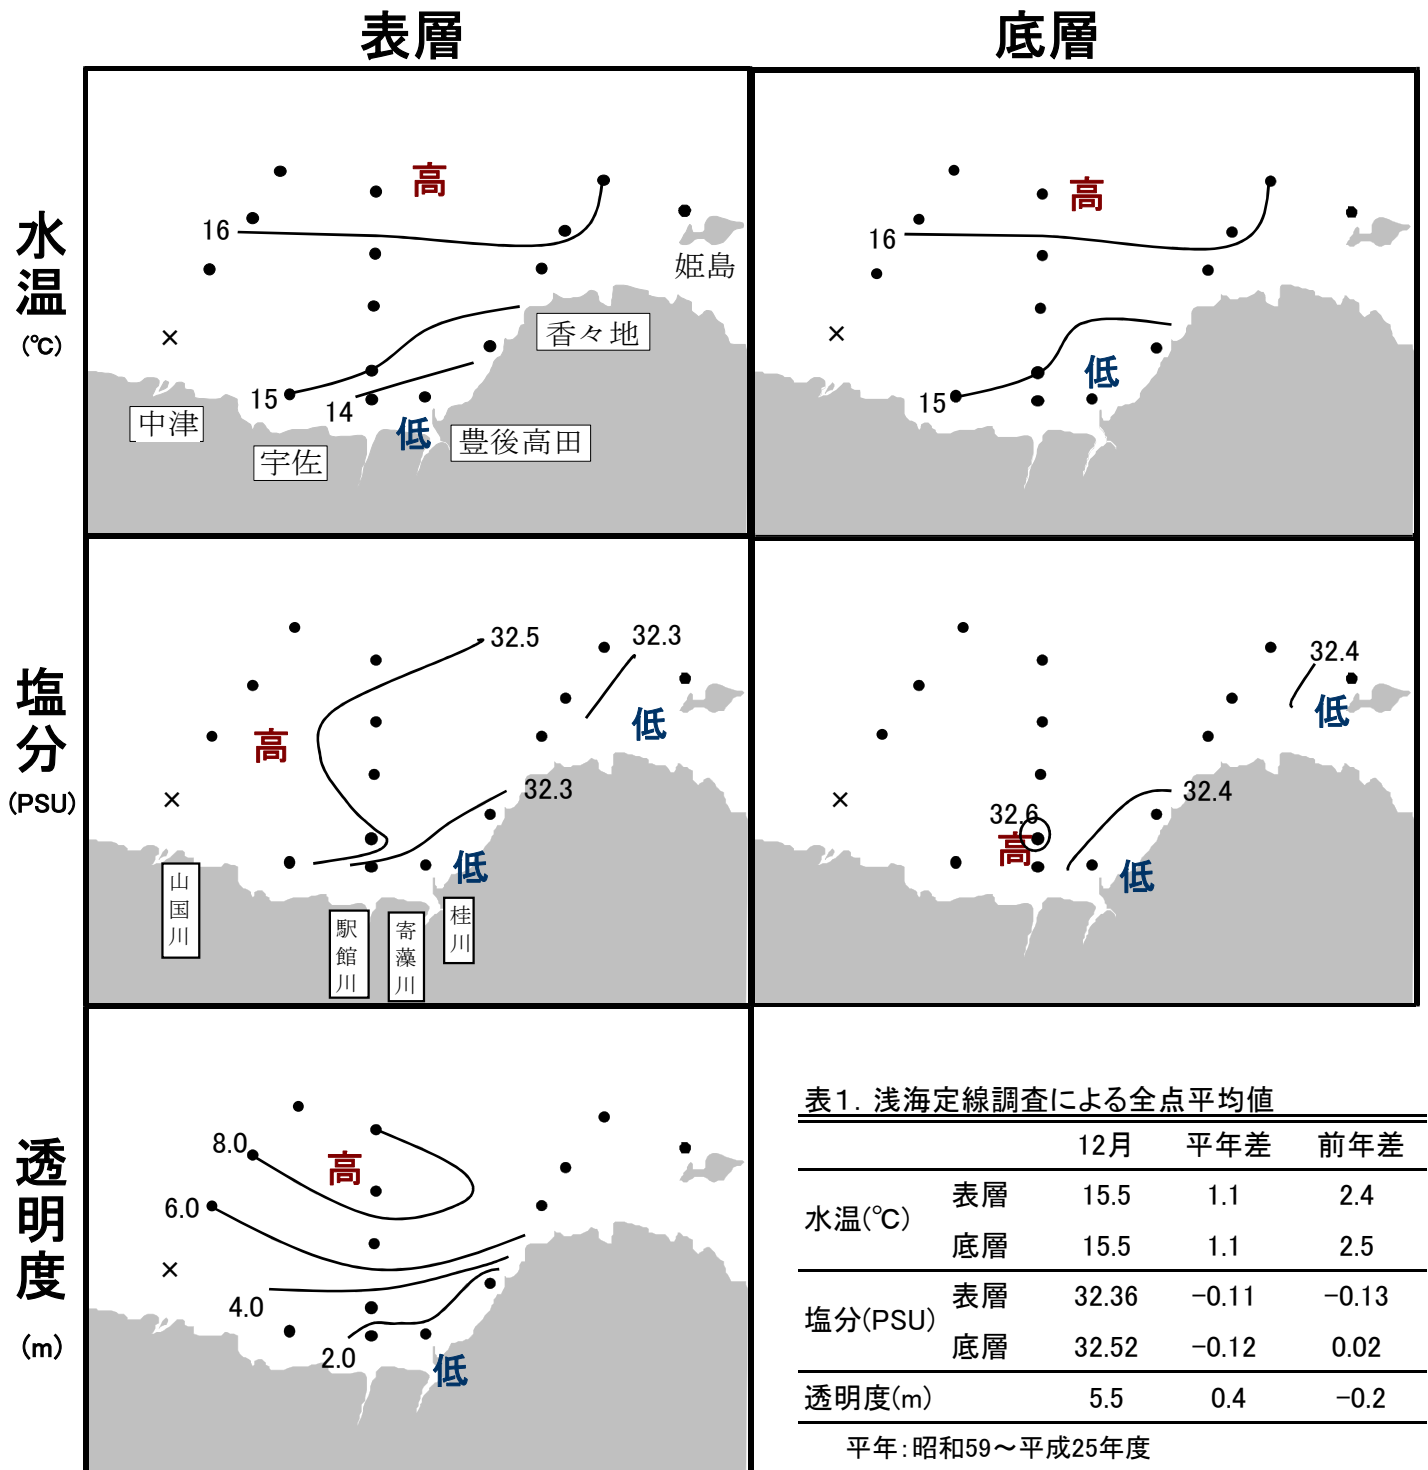 表層
底層
水温
(℃)
高
16
姫島
香々地
15
14
低
中津
宇佐
豊後高田
高
16
低
15
塩分
(PSU)
32.5
32.3
高
低
32.3
低
山国川
駅館川
寄藻川
桂川
32.4
低
32.6
高
32.4
低
透明度
(m)
8.0
高
6.0
4.0
2.0
低
表1. 浅海定線調査による全点平均値
12月 平年差 前年差
水温(℃) 表層 15.5 1.1 2.4
底層 15.5 1.1 2.5
塩分(PSU) 表層 32.36 -0.11 -0.13
底層 32.52 -0.12 0.02
透明度(m) 5.5 0.4 -0.2
平年:昭和59～平成25年度